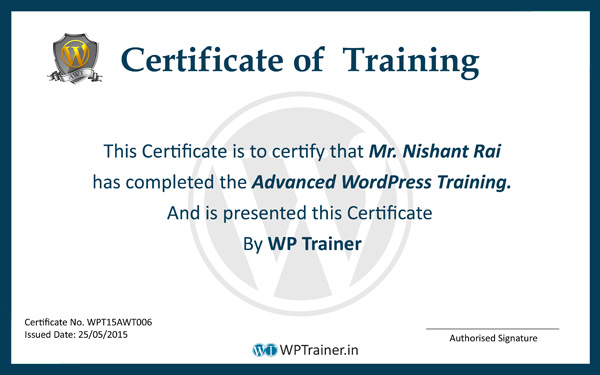 Certificate of Training
This Certificate is to certify that Mr. Nishant Rai
has completed the Advanced WordPress Training.
And is presented this Certificate
By WP Trainer
Certificate No. WPT15AWT006
Issued Date: 25/05/2015
Authorised Signature
WT WPTrainer.in